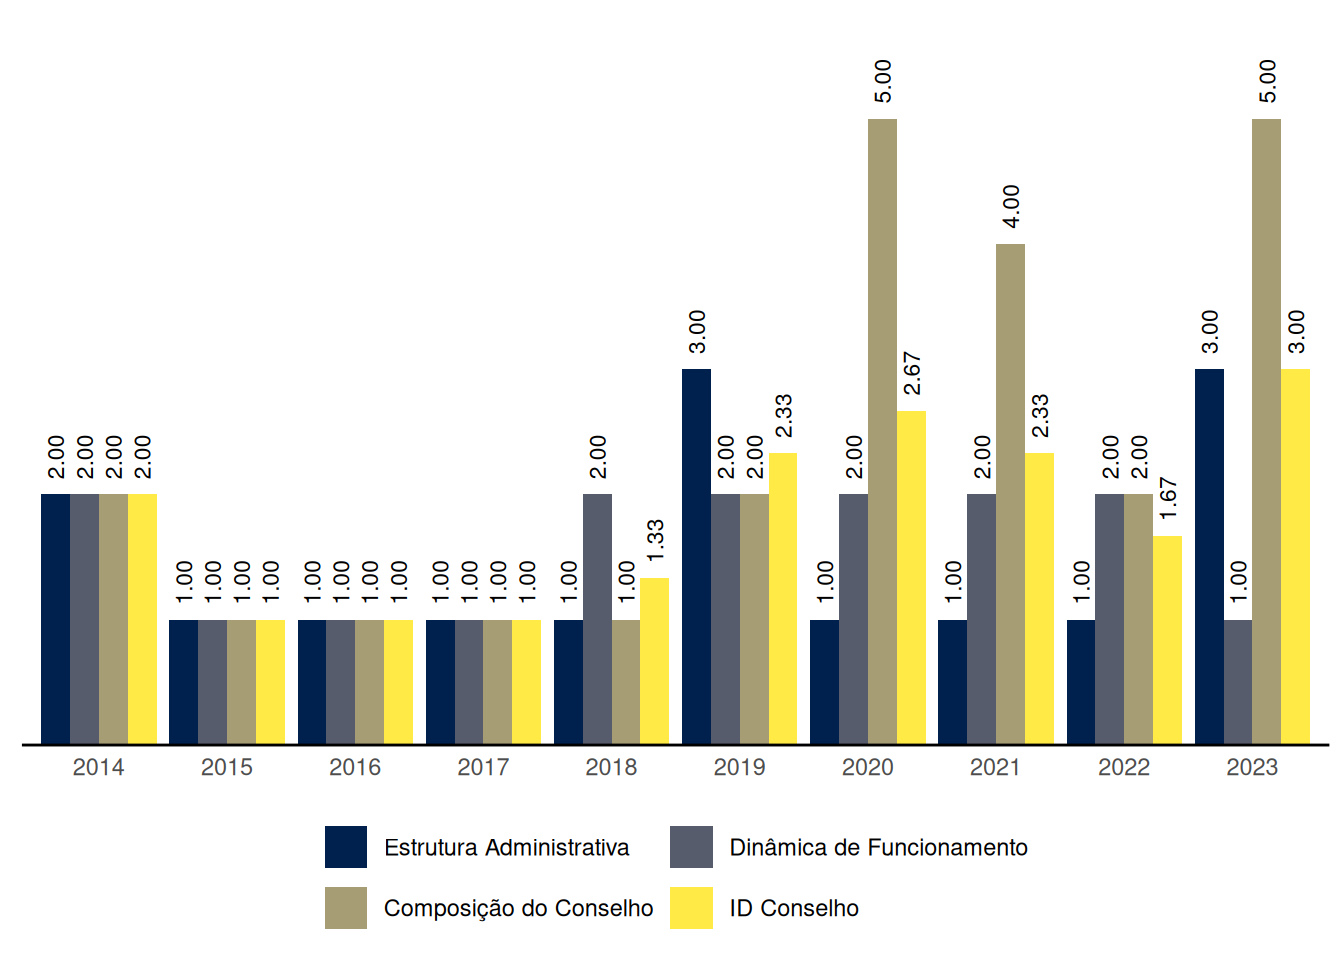 2.00 2.00 2.00 2.00
1.00 1.00 1.00 1.00
1.00 1.00 1.00 1.00
1.00 1.00 1.00 1.00
1.00 2.00 1.00 1.33
3.00 2.00 2.00 2.33
1.00 2.00 5.00 2.67
1.00 2.00 4.00 2.33
1.00 2.00 2.00 1.67
3.00 1.00 5.00 3.00
2014 2015 2016 2017 2018 2019 2020 2021 2022 2023
Estrutura Administrativa Dinâmica de Funcionamento
Composição do Conselho ID Conselho